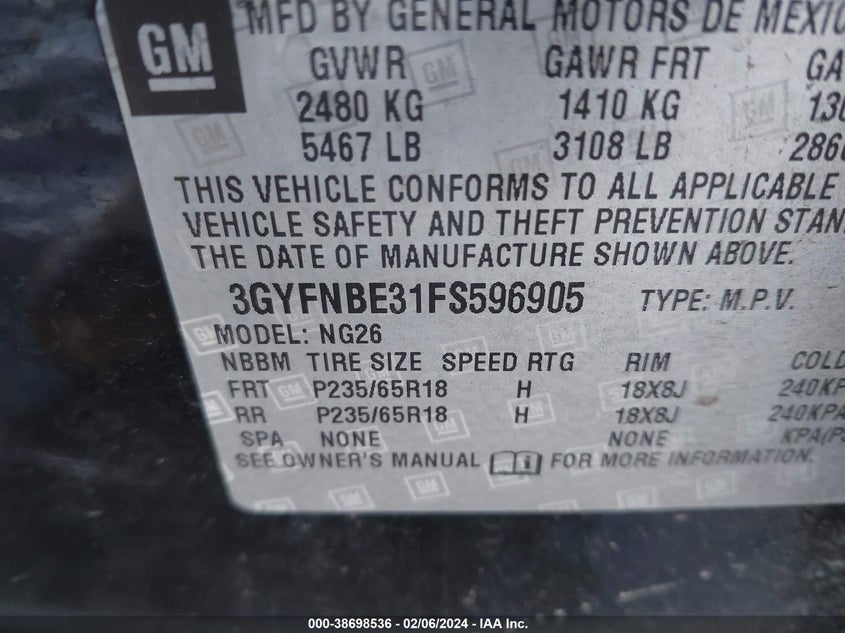 GM
MFD BY GENERAL MOTORS DE MEXICO
GVWR GAWR FRT
2480 KG 1410 KG
5467 LB 3108 LB
THIS VEHICLE CONFORMS TO ALL APPLICABLE
VEHICLE SAFETY AND THEFT PREVENTION
THE DATE OF MANUFACTURE SHOWN ABOVE.
3GYFNBE31FS596905 TYPE: M.P.V.
MODEL: NG26
NBBM TIRE SIZE SPEED RTG RIM COLD
FRT P235/65R18 H 18X8J 240KP
RR P235/65R18 H 18X8J 240KPA
SPA NONE NONE
SEE OWNER'S MANUAL FOR MORE INFORMATION.
000-38698536 - 02/06/2024 - IAA Inc.